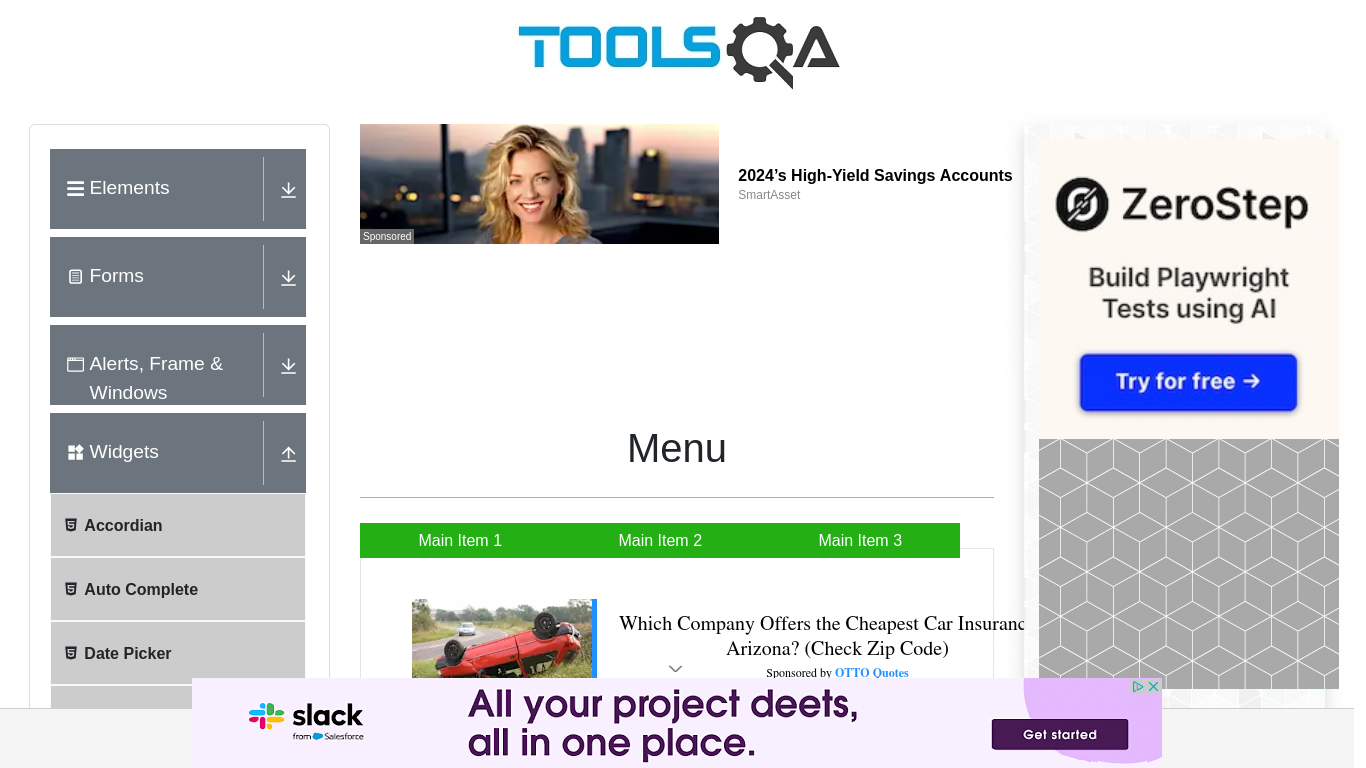 TOOLSQA
Elements
Forms
Alerts, Frame &
Windows
Widgets
Accordian
Auto Complete
Date Picker
Sponsored
2024’s High-Yield Savings Accounts
SmartAsset
Menu
Main Item 1
Main Item 2
Main Item 3
Which Company Offers the Cheapest Car Insuranc
Arizona? (Check Zip Code)
Sponsored by OTTO Quotes
ZeroStep
Build Playwright
Tests using AI
Try for free →
slack
from Salesforce
All your project deets,
all in one place.
Get started